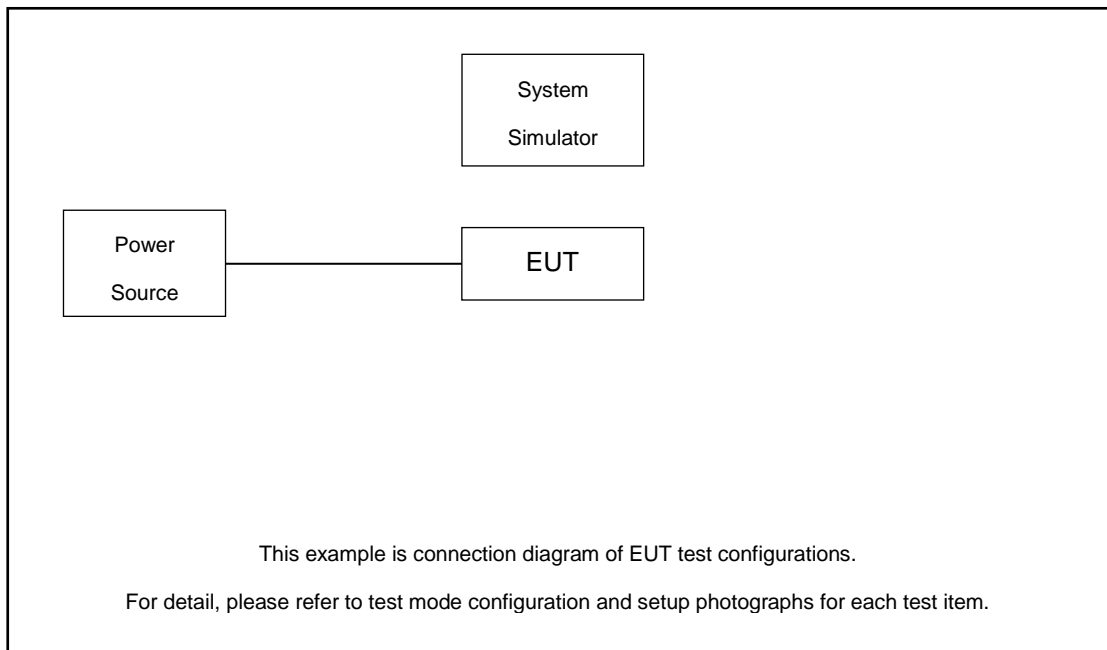 System
Simulator
Power
Source
EUT
This example is connection diagram of EUT test configurations.
For detail, please refer to test mode configuration and setup photographs for each test item.